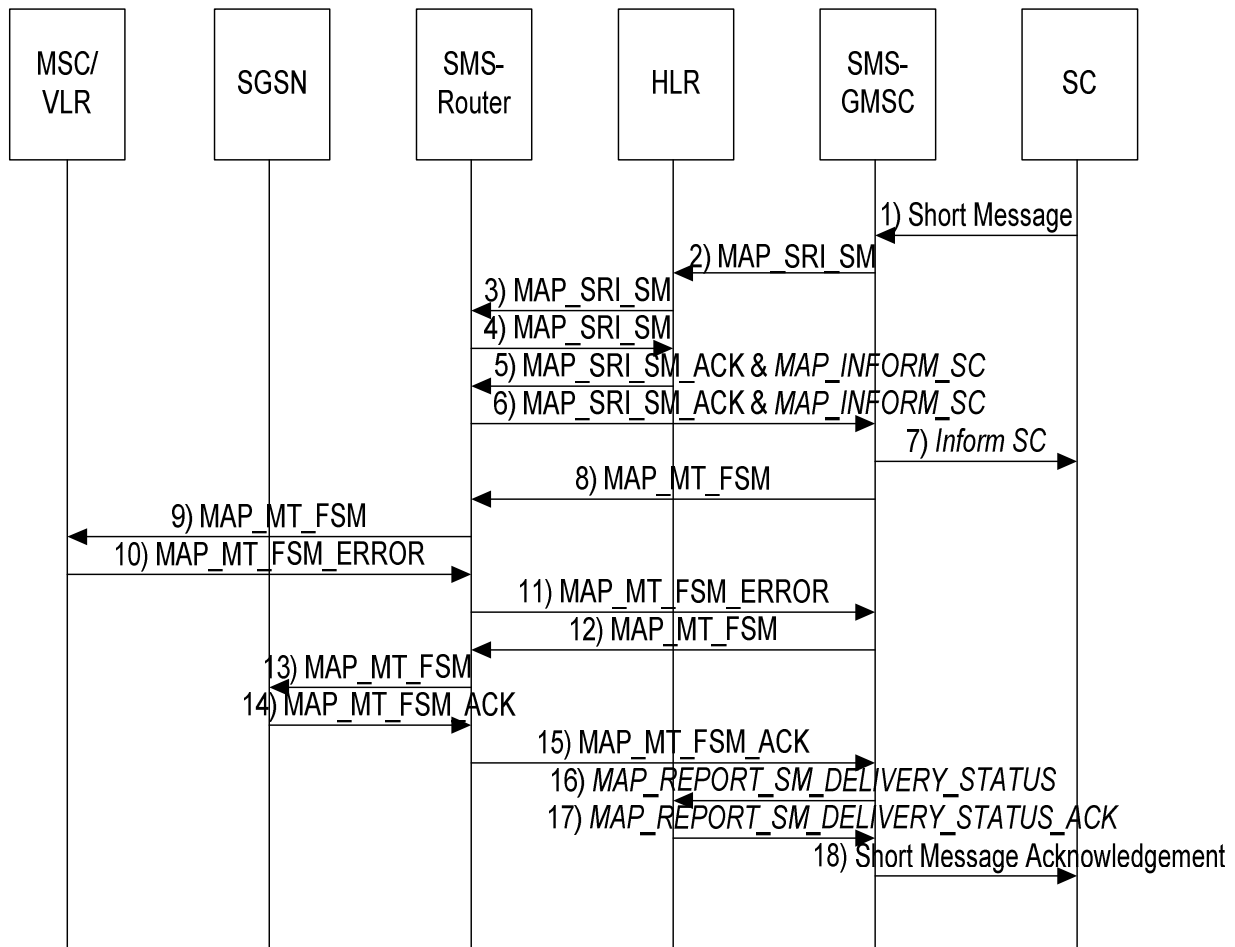 MSC/
VLR
SGSN
SMS-
Router
HLR
SMS-
GMSC
SC
1) Short Message
2) MAP_SRI_SM
3) MAP_SRI_SM
4) MAP_SRI_SM
5) MAP_SRI_SM_ACK & MAP_INFORM_SC
6) MAP_SRI_SM_ACK & MAP_INFORM_SC
7) Inform SC
8) MAP_MT_FSM
9) MAP_MT_FSM
10) MAP_MT_FSM_ERROR
11) MAP_MT_FSM_ERROR
12) MAP_MT_FSM
13) MAP_MT_FSM
14) MAP_MT_FSM_ACK
15) MAP_MT_FSM_ACK
16) MAP_REPORT_SM_DELIVERY_STATUS
17) MAP_REPORT_SM_DELIVERY_STATUS_ACK
18) Short Message Acknowledgement